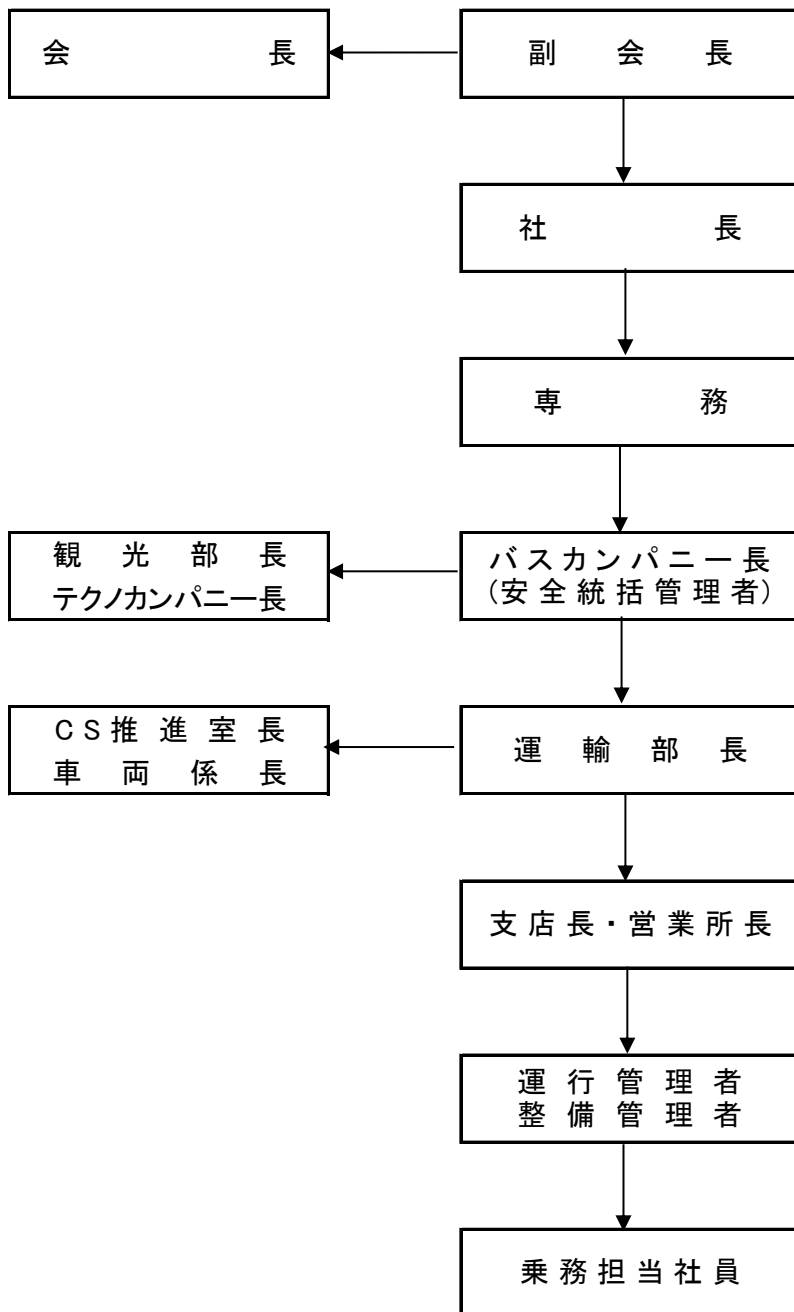 会長
副会長
社長
専務
観光部長
テクノカンパニー長
バスカンパニー長
(安全統括管理者)
CS推進室長
車両係長
運輸部長
支店長・営業所長
運行管理者
整備管理者
乗務担当社員